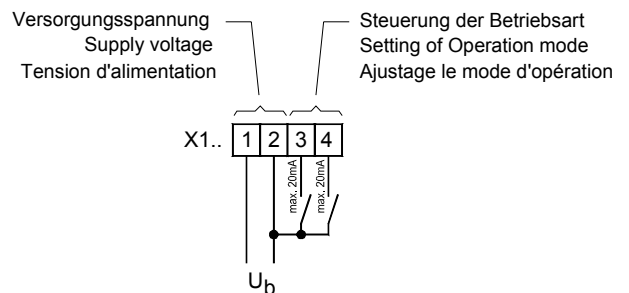 Versorgungsspannung
Supply voltage
Tension d'alimentation
Steuerung der Betriebsart
Setting of Operation mode
Ajustage le mode d'opération
X1.. 1 2 3 4
max. 20mA
max. 20mA
Ub